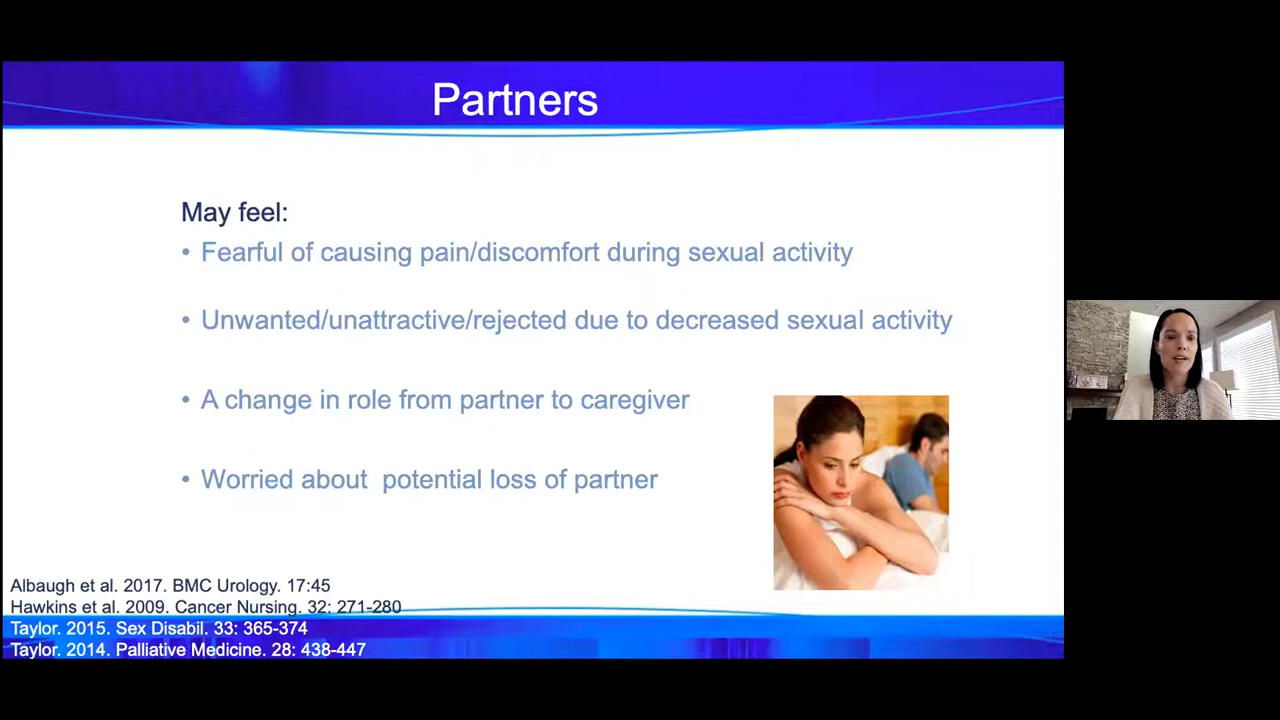 Partners
May feel:
• Fearful of causing pain/discomfort during sexual activity
• Unwanted/unattractive/rejected due to decreased sexual activity
• A change in role from partner to caregiver
• Worried about  potential loss of partner
Albaugh et al. 2017. BMC Urology. 17:45
Hawkins et al. 2009. Cancer Nursing. 32: 271-280
Taylor. 2015. Sex Disabil. 33: 365-374
Taylor. 2014. Palliative Medicine. 28: 438-447